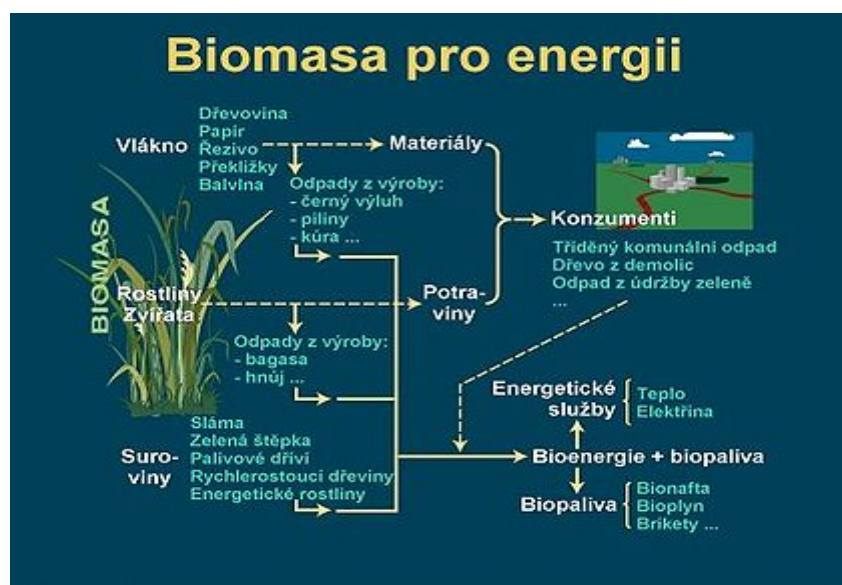 Biomasa pro energii
BIOMASA
Vlákno
Dřevovina
Papír
Řezivo
Překližky
Balvlna
Materiály
Odpady z výroby:
- černý výluh
- piliny
- kůra ...
Konzumenti
Tříděný komunální odpad
Dřevo z demolic
Odpad z údržby zeleně
...
Rostliny
Zvířata
Potra-
viny
Odpady z výroby:
- bagasa
- hnůj ...
Suro-
viny
Sláma
Zelená štěpka
Palivové dříví
Rychlerostoucí dřeviny
Energetické rostliny
Energetické
služby
Teplo
Elektřina
Bioenergie + biopaliva
Biopaliva
Bionafta
Bioplyn
Brikety ...